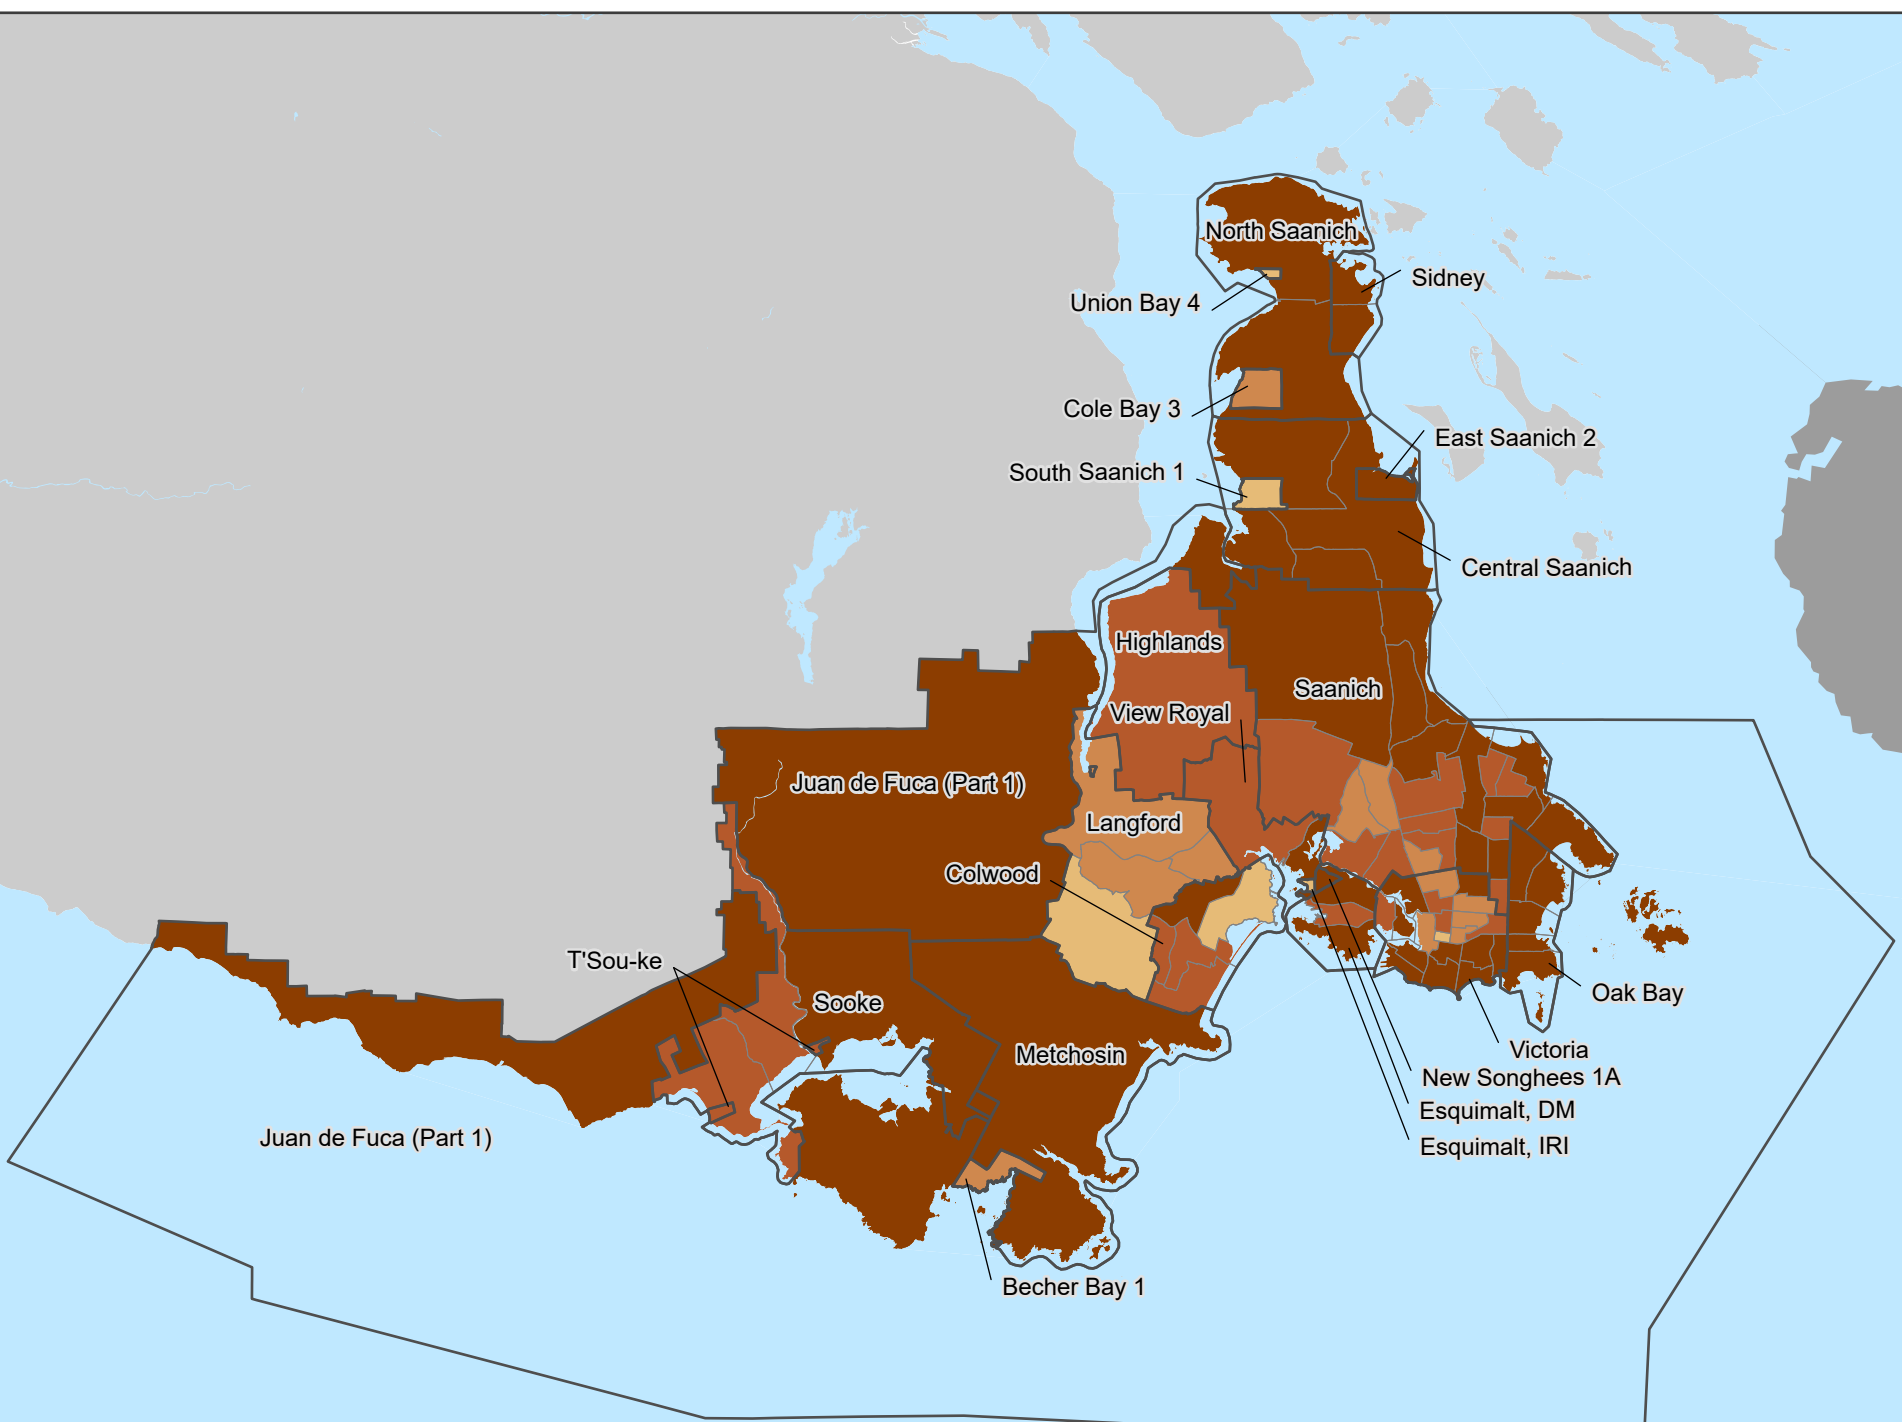 North Saanich
Sidney
Union Bay 4
Cole Bay 3
East Saanich 2
South Saanich 1
Central Saanich
Highlands
Saanich
View Royal
Juan de Fuca (Part 1)
Langford
Colwood
T'Sou-ke
Sooke
Oak Bay
Metchosin
Victoria
New Songhees 1A
Esquimalt, DM
Juan de Fuca (Part 1)
Esquimalt, IRI
Becher Bay 1